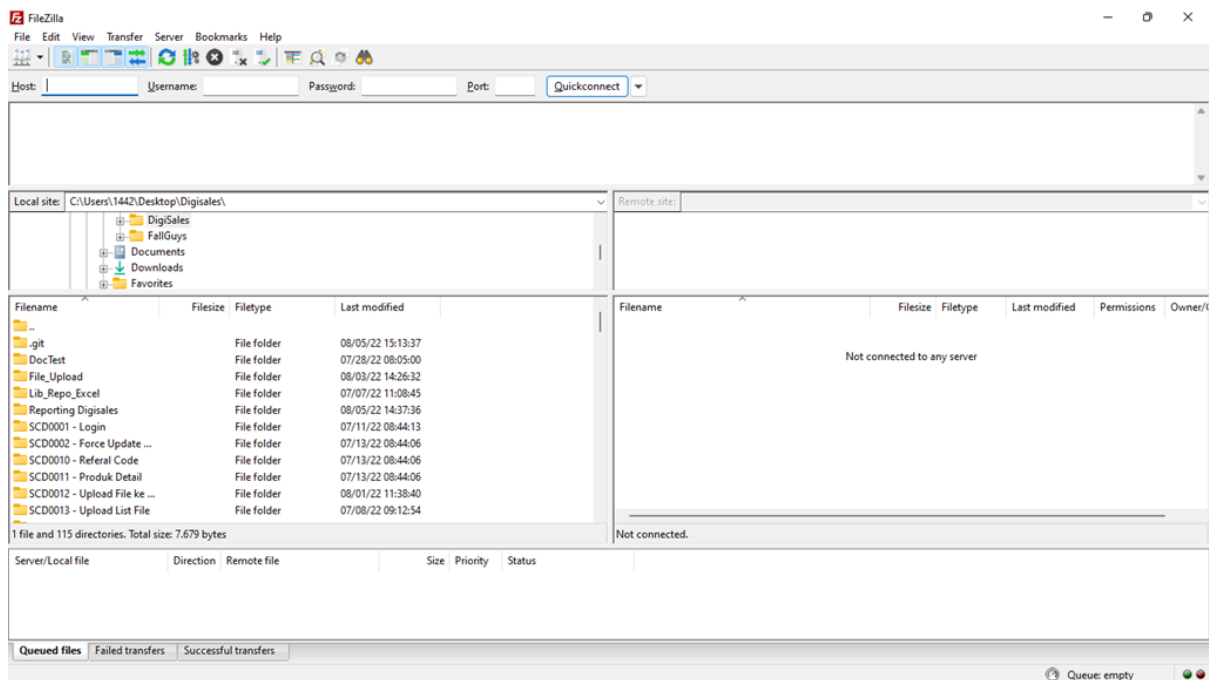 FileZilla
File Edit View Transfer Server Bookmarks Help
Host: Username: Password: Port: Quickconnect
Local site: C:\Users\1442\Desktop\Digisales\
Remote site:
DigiSales
FallGuys
Documents
Downloads
Favorites
Filename Filesize Filetype Last modified
..
.git File folder 08/05/22 15:13:37
DocTest File folder 07/28/22 08:05:00
File_Upload File folder 08/03/22 14:26:32
Lib_Repo_Excel File folder 07/07/22 11:08:45
Reporting Digisales File folder 08/05/22 14:37:36
SCD0001 - Login File folder 07/11/22 08:44:13
SCD0002 - Force Update ... File folder 07/13/22 08:44:06
SCD0010 - Referal Code File folder 07/13/22 08:44:06
SCD0011 - Produk Detail File folder 07/13/22 08:44:06
SCD0012 - Upload File ke ... File folder 08/01/22 11:38:40
SCD0013 - Upload List File File folder 07/08/22 09:12:54
1 file and 115 directories. Total size: 7.679 bytes
Filename Filesize Filetype Last modified Permissions Owner/
Not connected to any server
Not connected.
Server/Local file Direction Remote file Size Priority Status
Queued files Failed transfers Successful transfers
Queue: empty